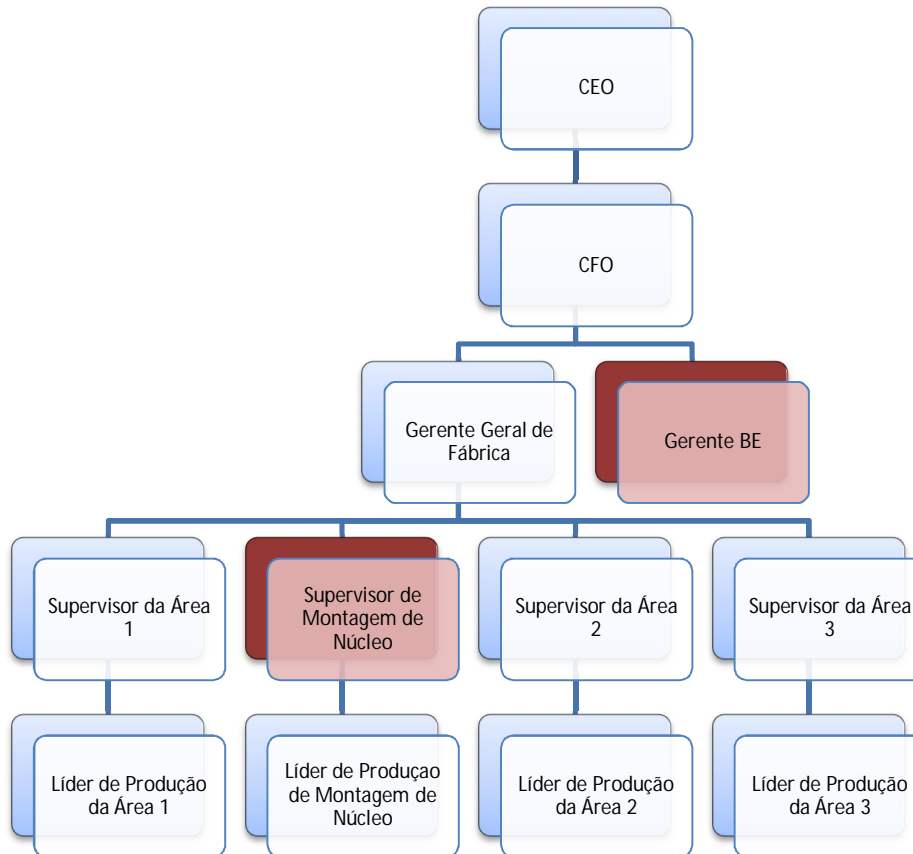 CEO
CFO
Gerente Geral de
Fábrica
Gerente BE
Supervisor da Área
1
Supervisor de
Montagem de
Núcleo
Supervisor da Área
2
Supervisor da Área
3
Líder de Produção
da Área 1
Líder de Produçao
de Montagem de
Núcleo
Líder de Produção
da Área 2
Líder de Produção
da Área 3